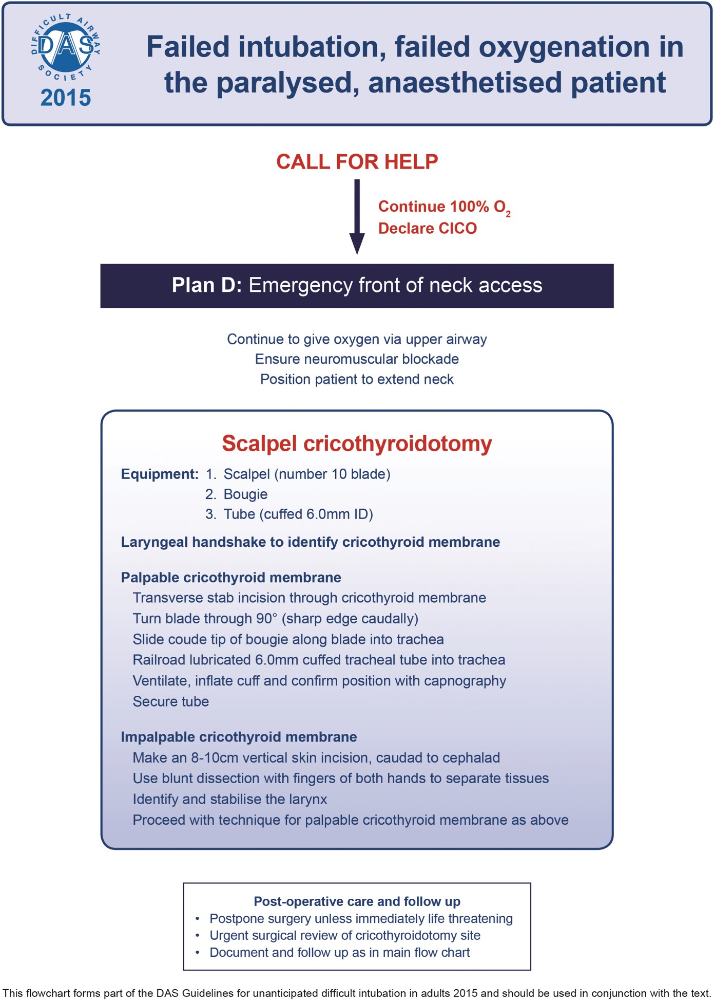 DIFFICULT AIRWAY
DAS
SOCIETY
2015
Failed intubation, failed oxygenation in
the paralysed, anaesthetised patient
CALL FOR HELP
Continue 100% O₂
Declare CICO
Plan D: Emergency front of neck access
Continue to give oxygen via upper airway
Ensure neuromuscular blockade
Position patient to extend neck
Scalpel cricothyroidotomy
Equipment: 1. Scalpel (number 10 blade)
2. Bougie
3. Tube (cuffed 6.0mm ID)
Laryngeal handshake to identify cricothyroid membrane
Palpable cricothyroid membrane
Transverse stab incision through cricothyroid membrane
Turn blade through 90° (sharp edge caudally)
Slide coude tip of bougie along blade into trachea
Railroad lubricated 6.0mm cuffed tracheal tube into trachea
Ventilate, inflate cuff and confirm position with capnography
Secure tube
Impalpable cricothyroid membrane
Make an 8-10cm vertical skin incision, caudad to cephalad
Use blunt dissection with fingers of both hands to separate tissues
Identify and stabilise the larynx
Proceed with technique for palpable cricothyroid membrane as above
Post-operative care and follow up
• Postpone surgery unless immediately life threatening
• Urgent surgical review of cricothyroidotomy site
• Document and follow up as in main flow chart
This flowchart forms part of the DAS Guidelines for unanticipated difficult intubation in adults 2015 and should be used in conjunction with the text.